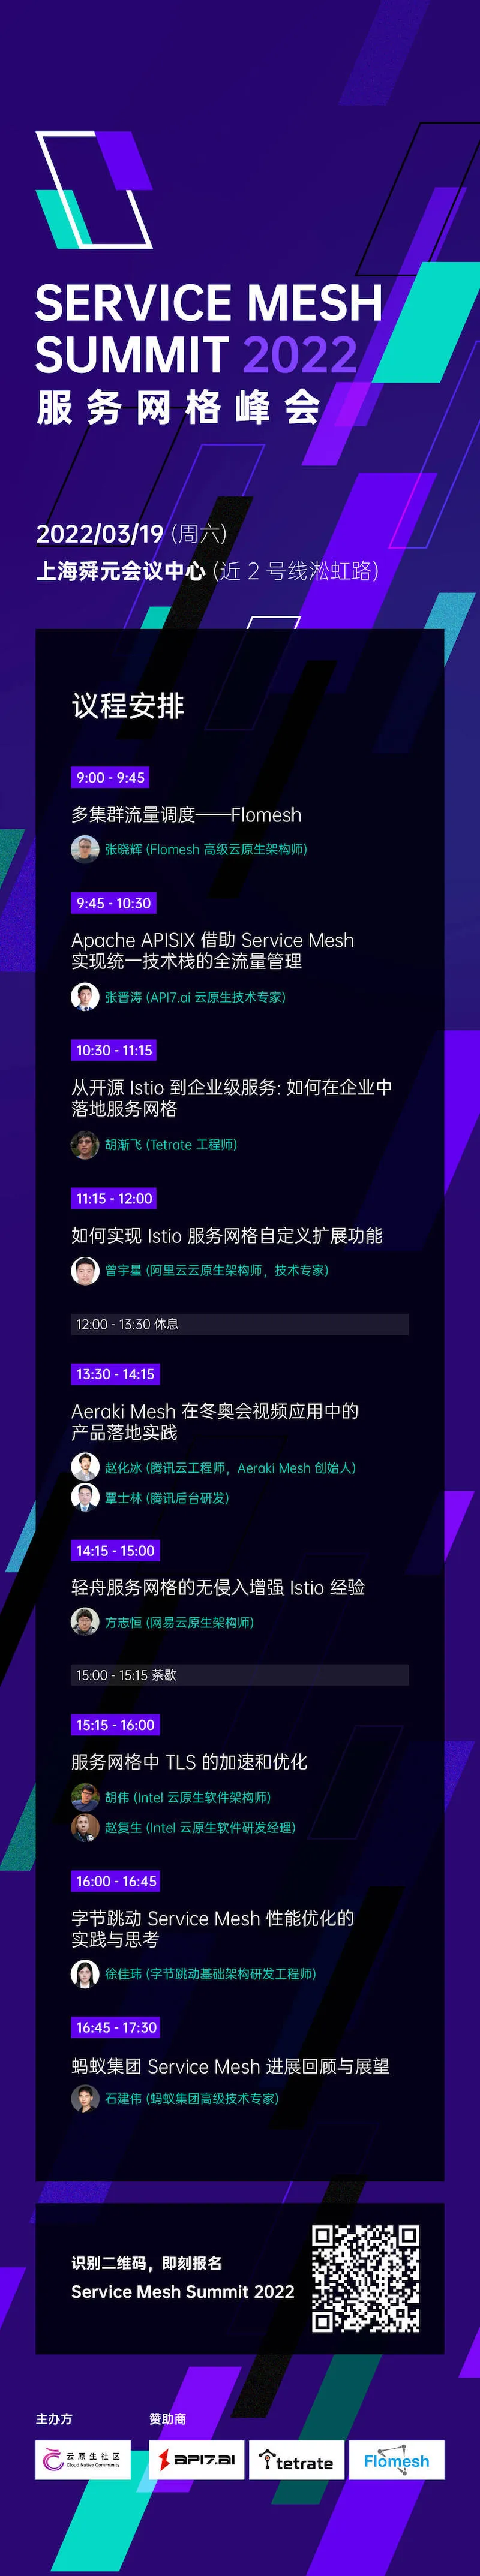 SERVICE MESH
SUMMIT 2022
服务网格峰会
2022/03/19 (周六)
上海舜元会议中心 (近 2 号线淞虹路)
议程安排
9:00 - 9:45
多集群流量调度——Flomesh
张晓辉 (Flomesh 高级云原生架构师)
9:45 - 10:30
Apache APISIX 借助 Service Mesh
实现统一技术栈的全流量管理
张晋涛 (API7.ai 云原生技术专家)
10:30 - 11:15
从开源 Istio 到企业级服务: 如何在企业中
落地服务网格
胡渐飞 (Tetrate 工程师)
11:15 - 12:00
如何实现 Istio 服务网格自定义扩展功能
曾宇星 (阿里云云原生架构师，技术专家)
12:00 - 13:30 休息
13:30 - 14:15
Aeraki Mesh 在冬奥会视频应用中的
产品落地实践
赵化冰 (腾讯云工程师，Aeraki Mesh 创始人)
覃士林 (腾讯后台研发)
14:15 - 15:00
轻舟服务网格的无侵入增强 Istio 经验
方志恒 (网易云原生架构师)
15:00 - 15:15 茶歇
15:15 - 16:00
服务网格中 TLS 的加速和优化
胡伟 (Intel 云原生软件架构师)
赵复生 (Intel 云原生软件研发经理)
16:00 - 16:45
字节跳动 Service Mesh 性能优化的
实践与思考
徐佳玮 (字节跳动基础架构研发工程师)
16:45 - 17:30
蚂蚁集团 Service Mesh 进展回顾与展望
石建伟 (蚂蚁集团高级技术专家)
识别二维码，即刻报名
Service Mesh Summit 2022
主办方
赞助商
云原生社区
Cloud Native Community
API7.AI
tetrate
Flomesh